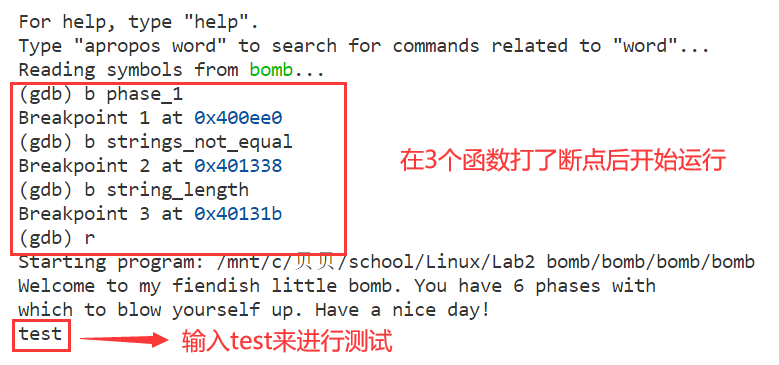 For help, type "help".
Type "apropos word" to search for commands related to "word"...
Reading symbols from bomb...
(gdb) b phase_1
Breakpoint 1 at 0x400ee0
(gdb) b strings_not_equal
Breakpoint 2 at 0x401338
(gdb) b string_length
Breakpoint 3 at 0x40131b
(gdb) r
在3个函数打了断点后开始运行
Starting program: /mnt/c/贝贝/school/Linux/Lab2 bomb/bomb/bomb/bomb
Welcome to my fiendish little bomb. You have 6 phases with
which to blow yourself up. Have a nice day!
test
输入test来进行测试